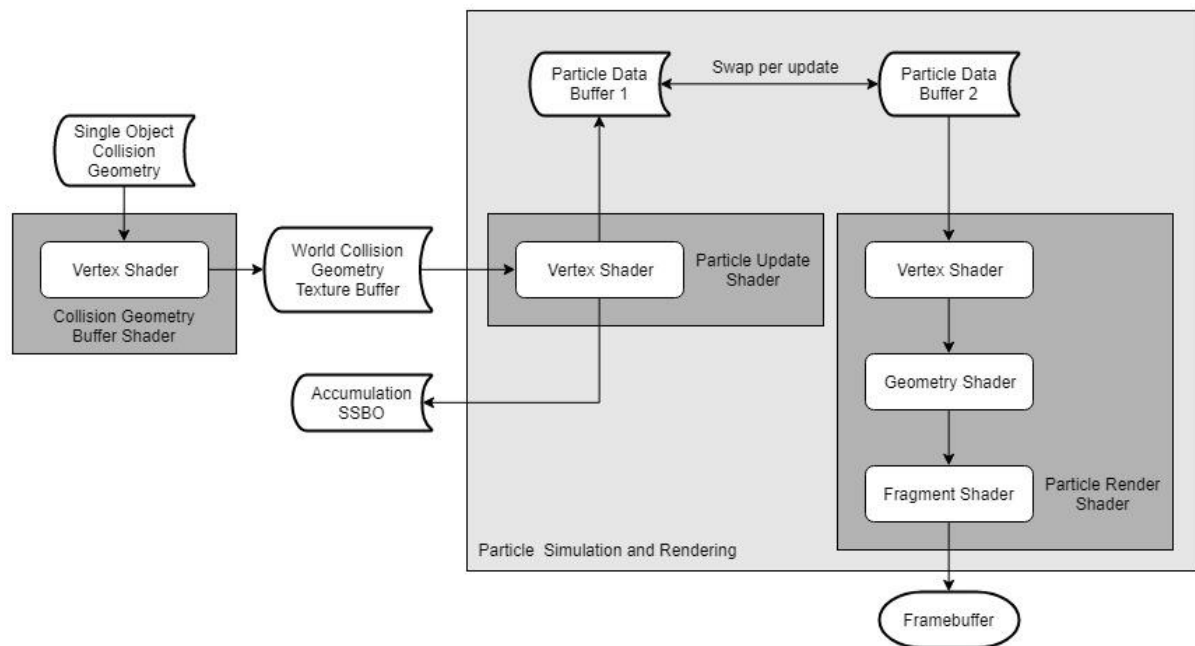 Single Object
Collision
Geometry
Vertex Shader
Collision Geometry
Buffer Shader
World Collision
Geometry
Texture Buffer
Accumulation
SSBO
Particle Data
Buffer 1
Swap per update
Particle Data
Buffer 2
Vertex Shader
Particle Update
Shader
Vertex Shader
Geometry Shader
Fragment Shader
Particle Render
Shader
Particle Simulation and Rendering
Framebuffer